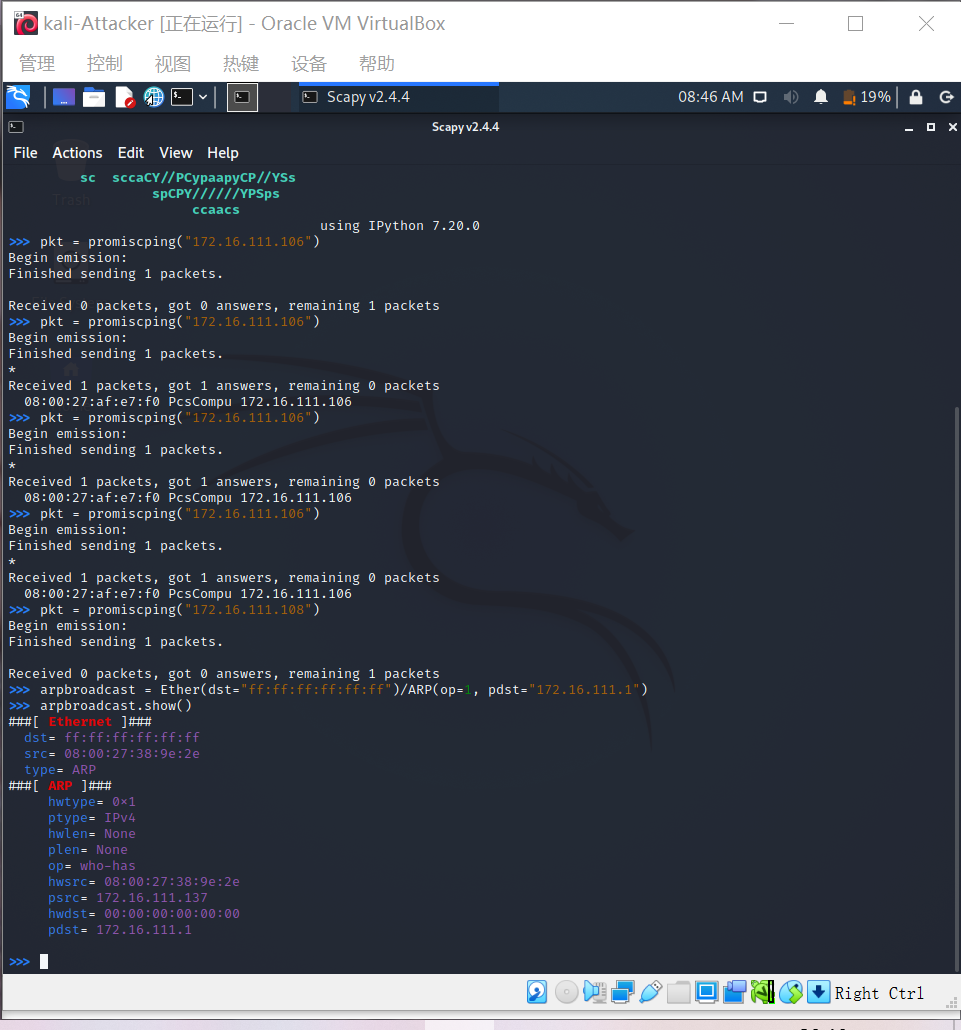 kali-Attacker [正在运行] - Oracle VM VirtualBox
管理 控制 视图 热键 设备 帮助
Scapy v2.4.4 08:46 AM 19%
Scapy v2.4.4
File Actions Edit View Help
Trash
sc sccaCY//PCypaapyCP//YSs
spCPY//////YPSps
ccaacs
using IPython 7.20.0
>>> pkt = promiscping("172.16.111.106")
Begin emission:
Finished sending 1 packets.
Received 0 packets, got 0 answers, remaining 1 packets
>>> pkt = promiscping("172.16.111.106")
Begin emission:
Finished sending 1 packets.
*
Received 1 packets, got 1 answers, remaining 0 packets
08:00:27:af:e7:f0 PcsCompu 172.16.111.106
>>> pkt = promiscping("172.16.111.106")
Begin emission:
Finished sending 1 packets.
*
Received 1 packets, got 1 answers, remaining 0 packets
08:00:27:af:e7:f0 PcsCompu 172.16.111.106
>>> pkt = promiscping("172.16.111.106")
Begin emission:
Finished sending 1 packets.
*
Received 1 packets, got 1 answers, remaining 0 packets
08:00:27:af:e7:f0 PcsCompu 172.16.111.106
>>> pkt = promiscping("172.16.111.108")
Begin emission:
Finished sending 1 packets.
Received 0 packets, got 0 answers, remaining 1 packets
>>> arpbroadcast = Ether(dst="ff:ff:ff:ff:ff:ff")/ARP(op=1, pdst="172.16.111.1")
>>> arpbroadcast.show()
###[ Ethernet ]###
dst= ff:ff:ff:ff:ff:ff
src= 08:00:27:38:9e:2e
type= ARP
###[ ARP ]###
hwtype= 0×1
ptype= IPv4
hwlen= None
plen= None
op= who-has
hwsrc= 08:00:27:38:9e:2e
psrc= 172.16.111.137
hwdst= 00:00:00:00:00:00
pdst= 172.16.111.1
>>>
Right Ctrl